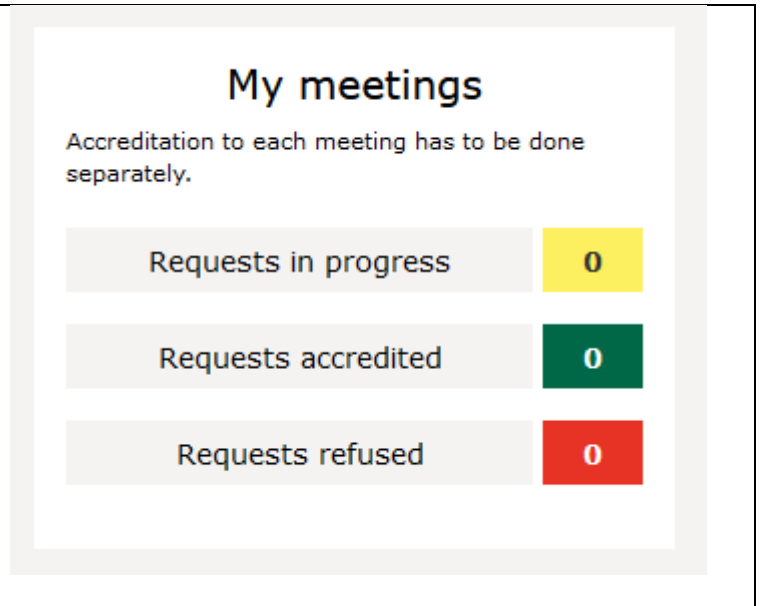 My meetings
Accreditation to each meeting has to be done
separately.
Requests in progress 0
Requests accredited 0
Requests refused 0